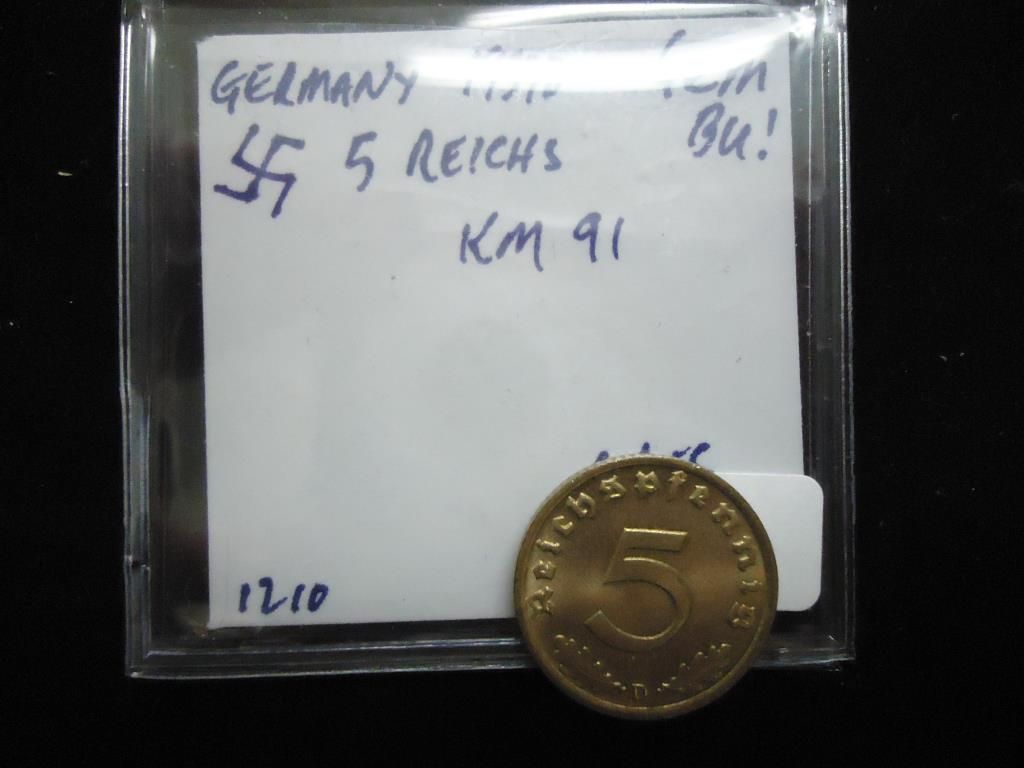 GERMANY
BU!
5 REICHS
KM 91
1210
Reichspfennig
5
D